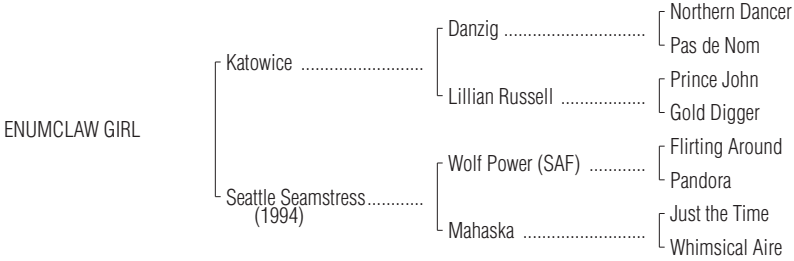 Northern Dancer
Danzig ..............................
Pas de Nom
Katowice ..........................
Prince John
Lillian Russell ..................
Gold Digger
ENUMCLAW GIRL
Flirting Around
Wolf Power (SAF) ............
Pandora
Seattle Seamstress............
(1994)
Just the Time
Mahaska ..........................
Whimsical Aire